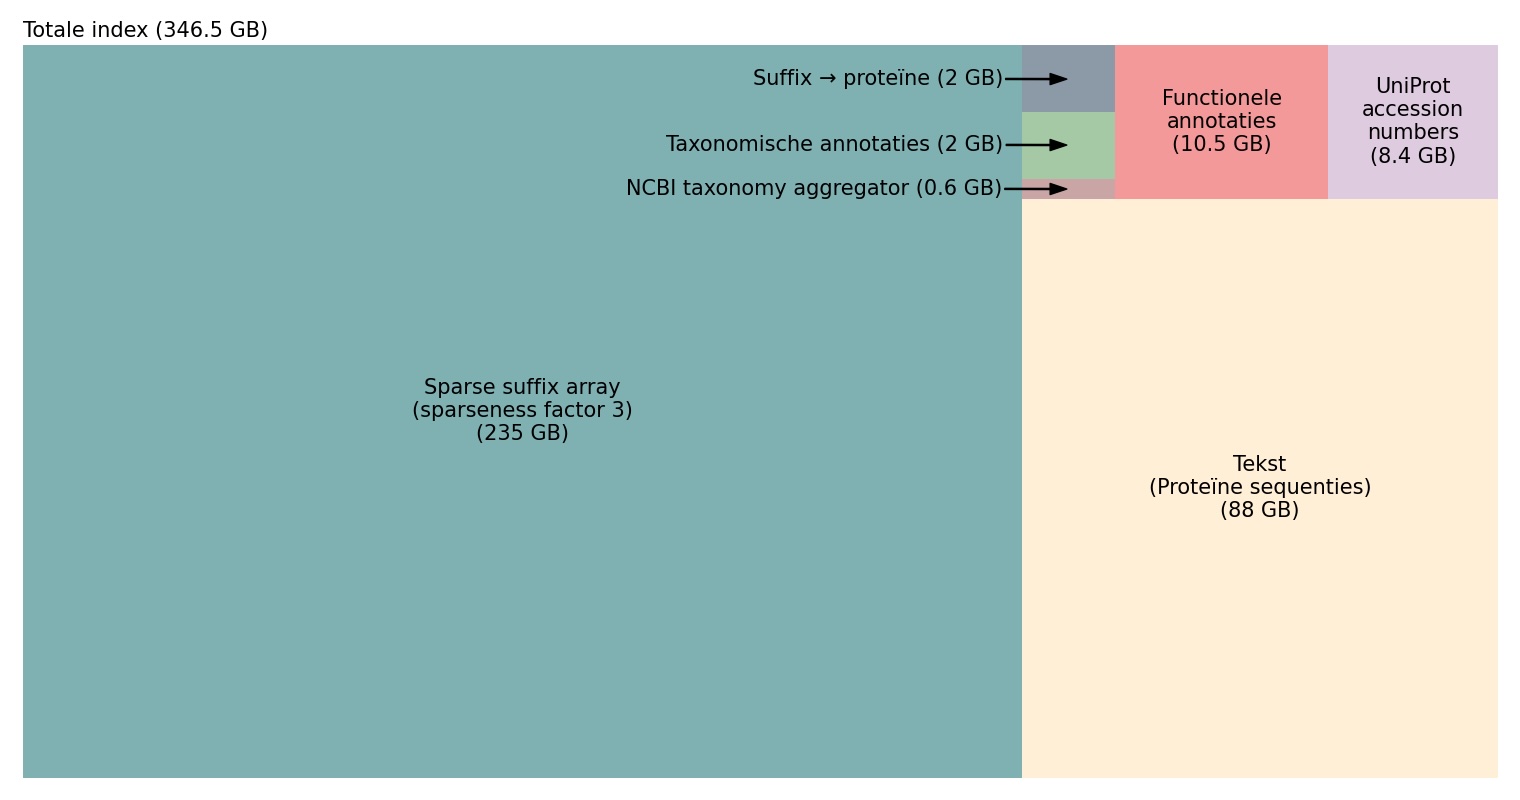 Totale index (346.5 GB)
Suffix → proteïne (2 GB)
Taxonomische annotaties (2 GB)
NCBI taxonomy aggregator (0.6 GB)
Functionele
annotaties
(10.5 GB)
UniProt
accession
numbers
(8.4 GB)
Sparse suffix array
(sparseness factor 3)
(235 GB)
Tekst
(Proteïne sequenties)
(88 GB)